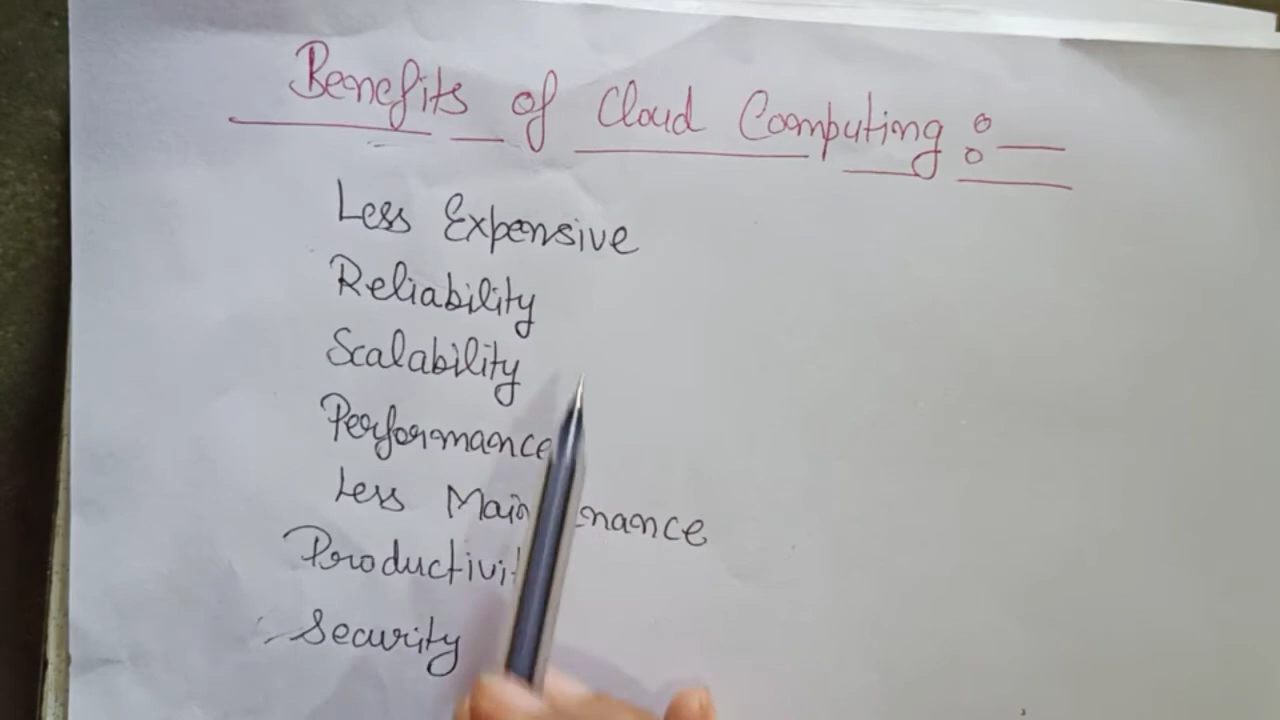 Benefits of Cloud Computing :—
Less Expensive
Reliability
Scalability
Performance
Less
Security